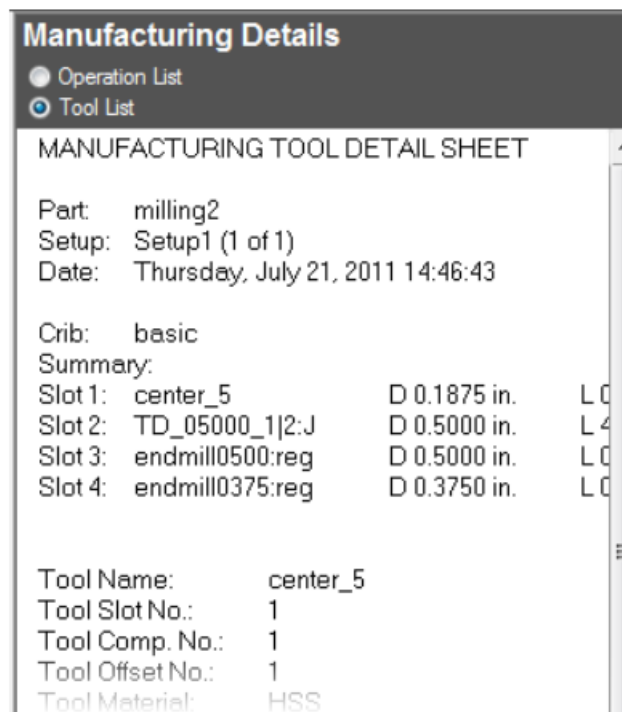 Manufacturing Details
Operation List
Tool List
MANUFACTURING TOOL DETAIL SHEET
Part: milling2
Setup: Setup1 (1 of 1)
Date: Thursday, July 21, 2011 14:46:43
Crib: basic
Summary:
Slot 1: center_5 D 0.1875 in. L
Slot 2: TD_05000_1|2:J D 0.5000 in. L
Slot 3: endmill0500:reg D 0.5000 in. L
Slot 4: endmill0375:reg D 0.3750 in. L
Tool Name: center_5
Tool Slot No.: 1
Tool Comp. No.: 1
Tool Offset No.: 1
Tool Material: HSS